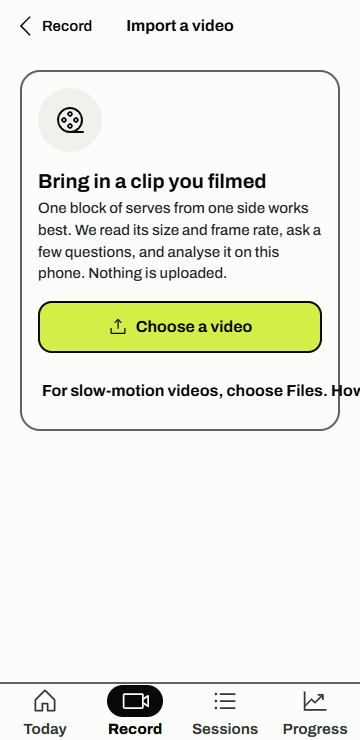 Record
Import a video
Bring in a clip you filmed
One block of serves from one side works
best. We read its size and frame rate, ask a
few questions, and analyse it on this
phone. Nothing is uploaded.
Choose a video
For slow-motion videos, choose Files. How
Today
Record
Sessions
Progress